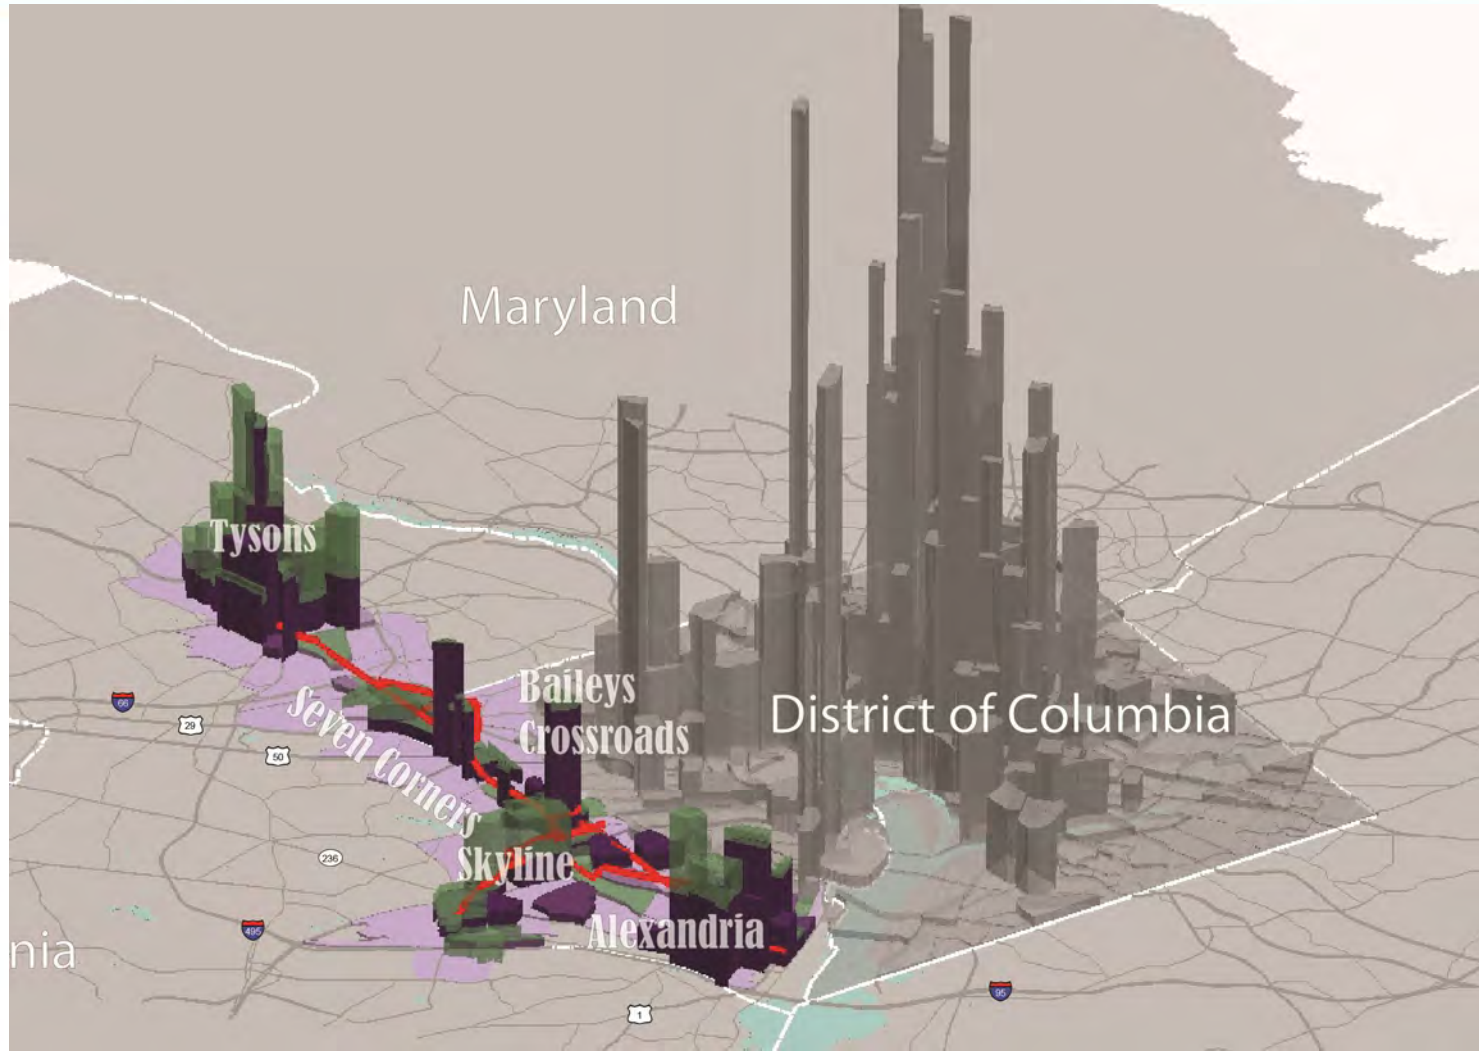 Maryland
Tysons
Baileys
Crossroads
Seven Corners
District of Columbia
66
29
50
Skyline
236
Alexandria
495
nia
95
1